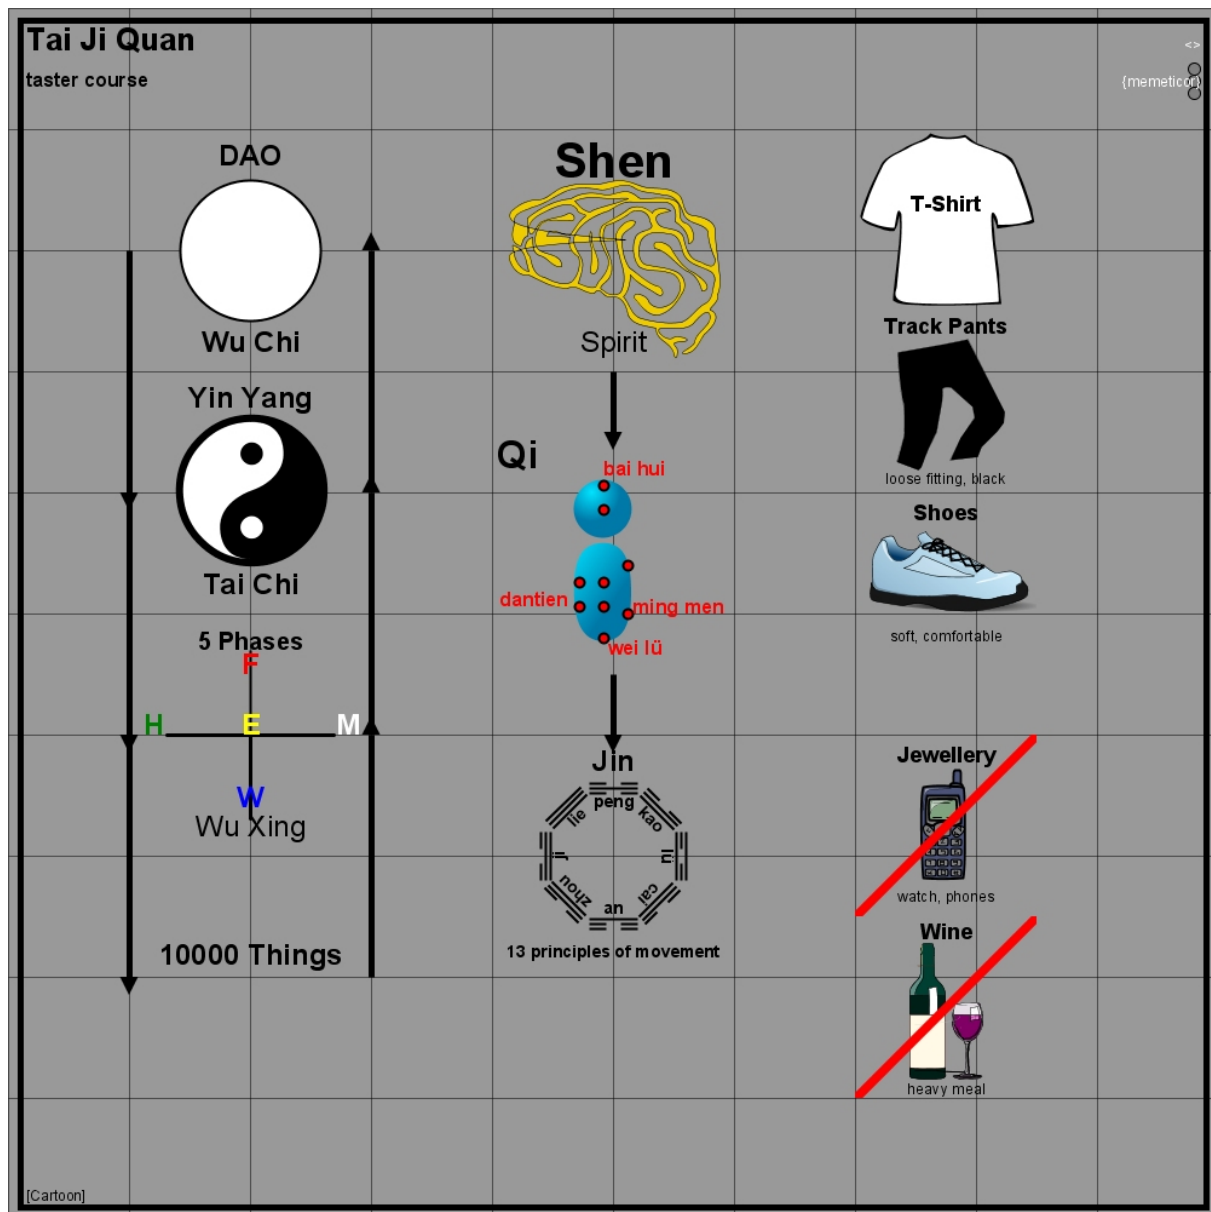 Tai Ji Quan
taster course
<>
{memeticor}
DAO
Wu Chi
Yin Yang
Tai Chi
5 Phases
F
H
E
M
W
Wu Xing
10000 Things
Shen
Spirit
Qi
bai hui
dantien
ming men
wei lü
Jin
peng
lie
kao
ji
lü
zhou
cai
an
13 principles of movement
T-Shirt
Track Pants
loose fitting, black
Shoes
soft, comfortable
Jewellery
watch, phones
Wine
heavy meal
[Cartoon]